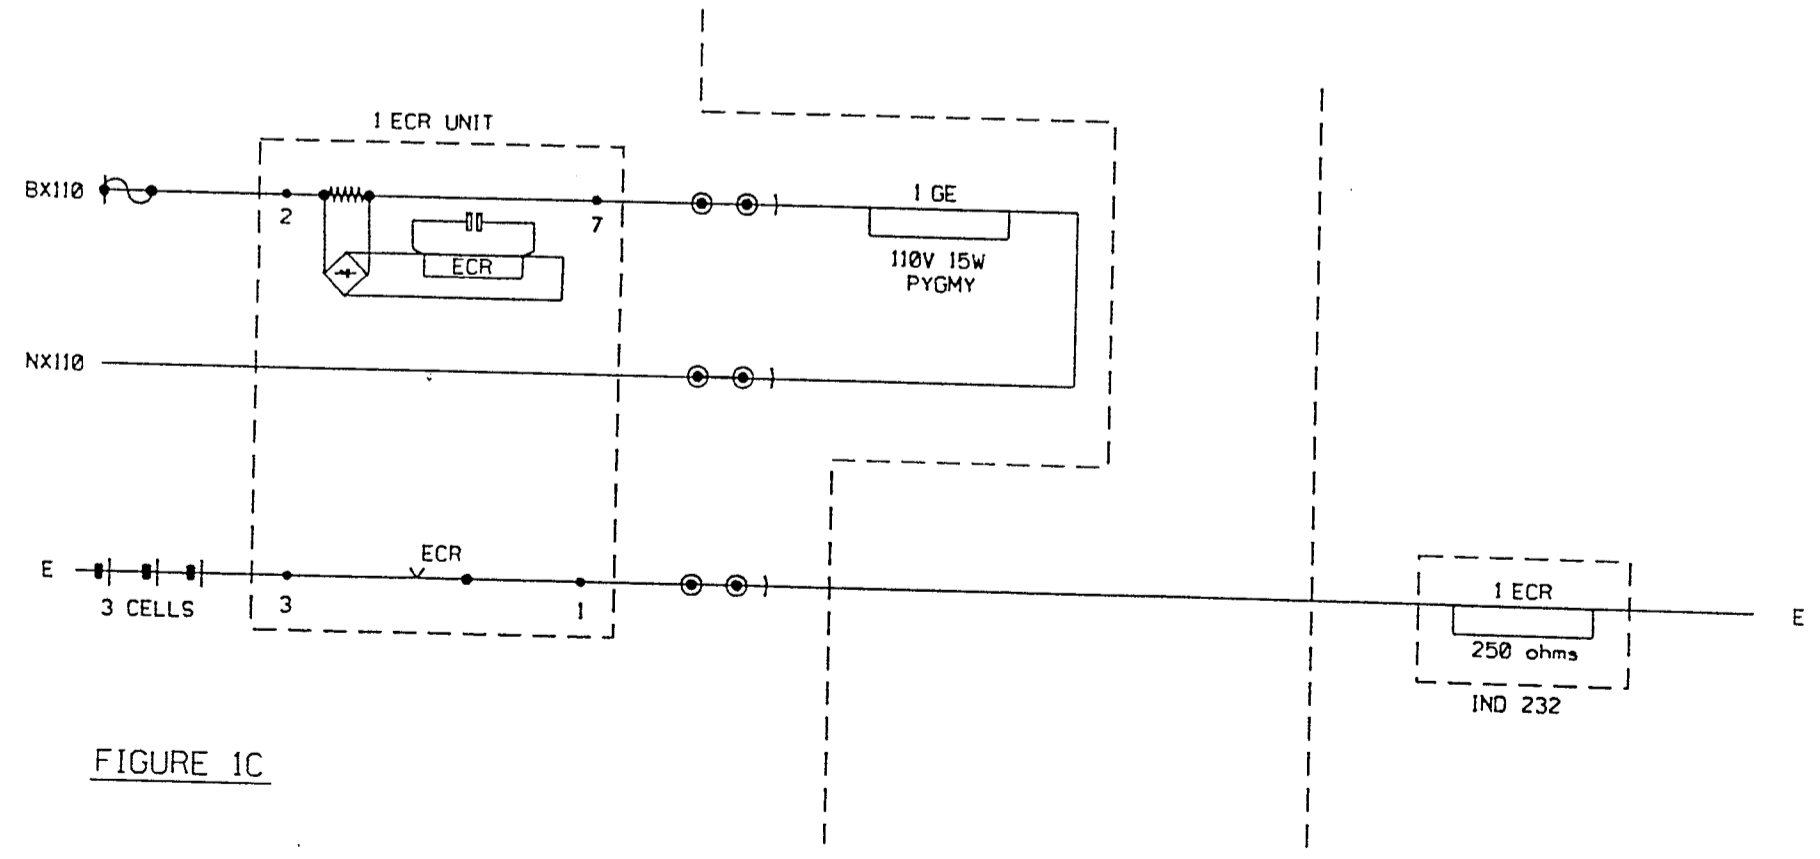 1 ECR UNIT
BX110
2
7
ECR
1 GE
110V 15W
PYGMY
NX110
E
3 CELLS
3
ECR
1
1 ECR
250 ohms
IND 232
E
FIGURE 1C